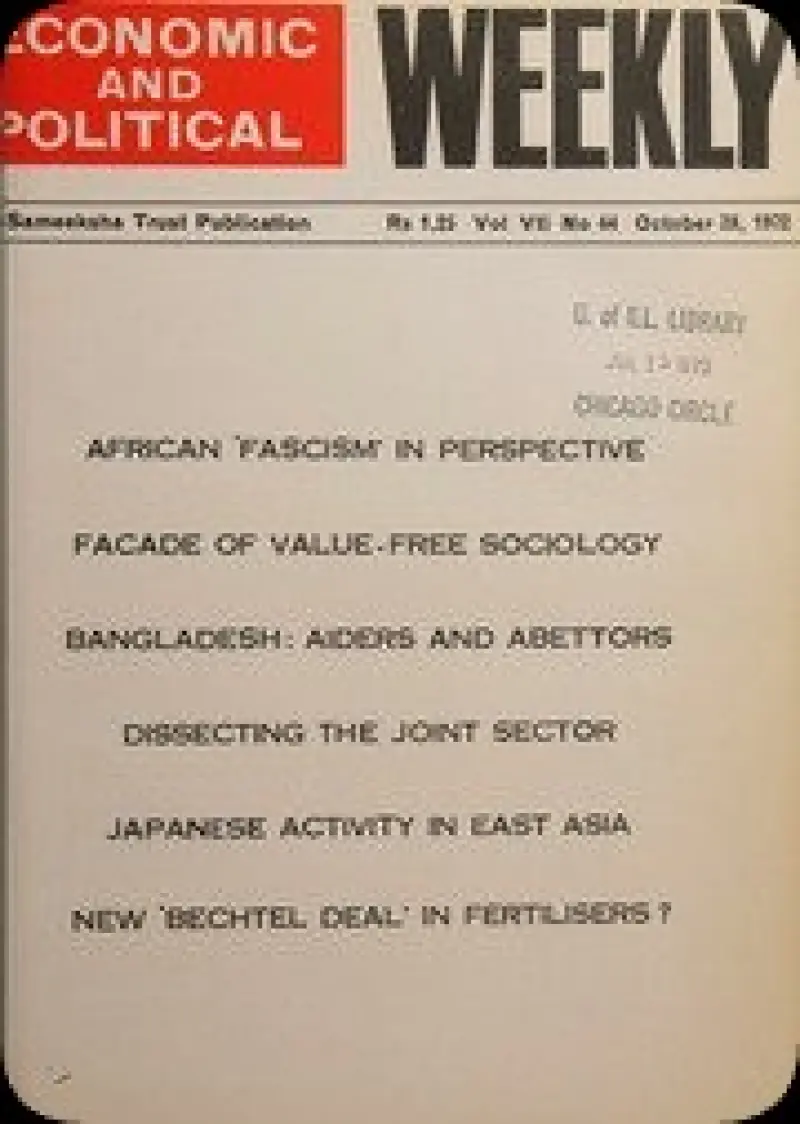 ECONOMIC
AND
POLITICAL
WEEKLY
Sameeksha Trust Publication
Rs 1.25 Vol VII No 44 October 28, 1972
U. of ILL. LIBRARY
CHICAGO CIRCLE
AFRICAN 'FASCISM' IN PERSPECTIVE
FACADE OF VALUE-FREE SOCIOLOGY
BANGLADESH: AIDERS AND ABETTORS
DISSECTING THE JOINT SECTOR
JAPANESE ACTIVITY IN EAST ASIA
NEW 'BECHTEL DEAL' IN FERTILISERS ?